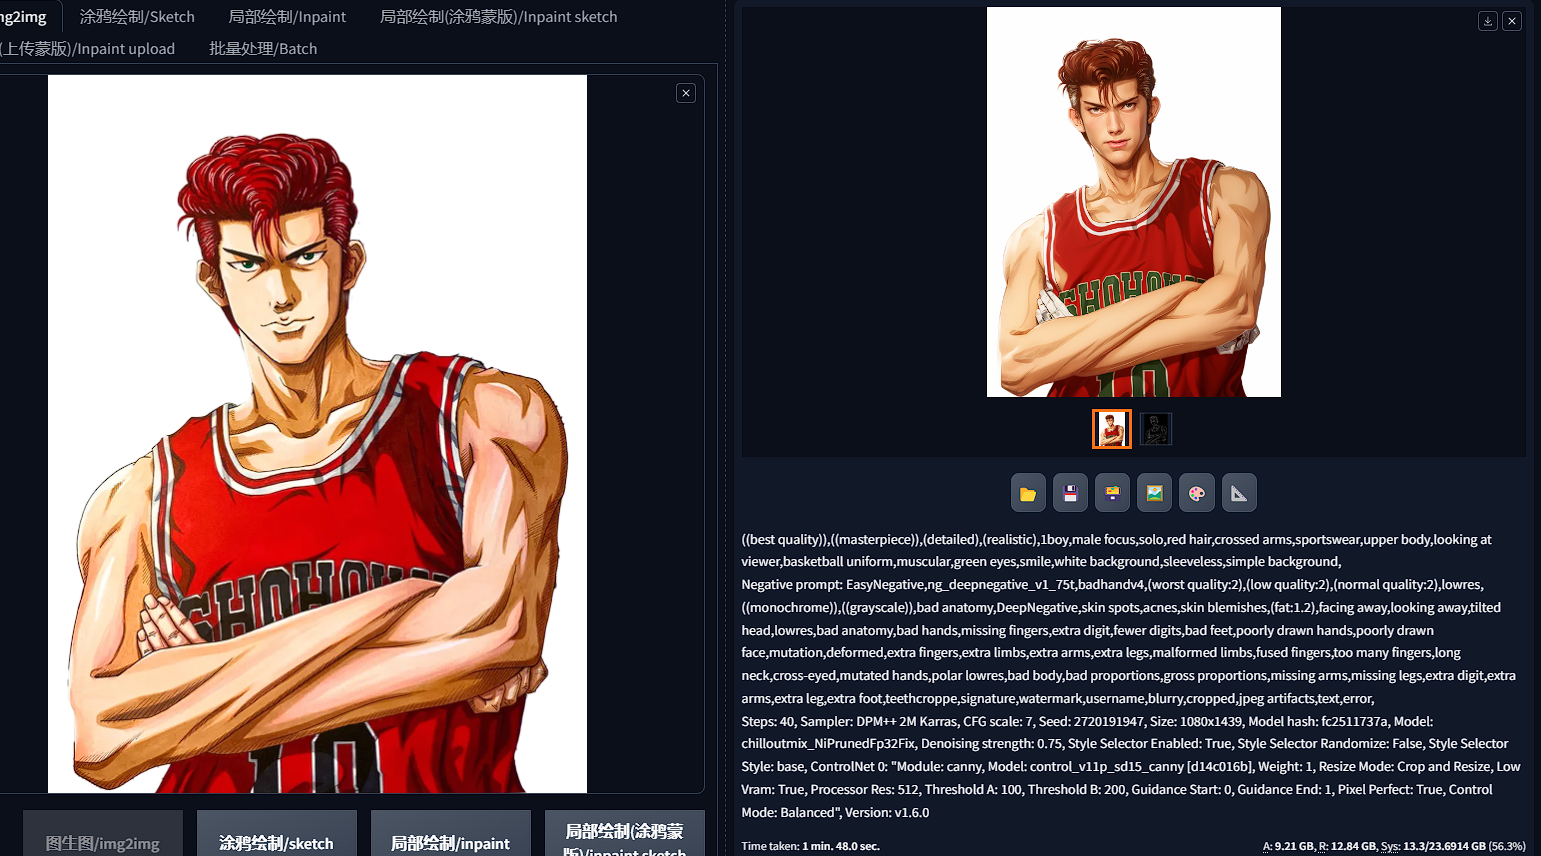 mg2img 涂鸦绘制/Sketch 局部绘制/Inpaint 局部绘制(涂鸦蒙版)/Inpaint sketch
(上传蒙版)/Inpaint upload 批量处理/Batch
SHOHOKU
10
图生图/img2img 涂鸦绘制/sketch 局部绘制/inpaint 局部绘制(涂鸦蒙
版)/inpaint sketch
SHOHOKU
10
((best quality)),((masterpiece)),(detailed),(realistic),1boy,male focus,solo,red hair,crossed arms,sportswear,upper body,looking at
viewer,basketball uniform,muscular,green eyes,smile,white background,sleeveless,simple background,
Negative prompt: EasyNegative,ng_deepnegative_v1_75t,badhandv4,(worst quality:2),(low quality:2),(normal quality:2),lowres,
((monochrome)),((grayscale)),bad anatomy,DeepNegative,skin spots,acnes,skin blemishes,(fat:1.2),facing away,looking away,tilted
head,lowres,bad anatomy,bad hands,missing fingers,extra digit,fewer digits,bad feet,poorly drawn hands,poorly drawn
face,mutation,deformed,extra fingers,extra limbs,extra arms,extra legs,malformed limbs,fused fingers,too many fingers,long
neck,cross-eyed,mutated hands,polar lowres,bad body,bad proportions,gross proportions,missing arms,missing legs,extra digit,extra
arms,extra leg,extra foot,teethcroppe,signature,watermark,username,blurry,cropped,jpeg artifacts,text,error,
Steps: 40, Sampler: DPM++ 2M Karras, CFG scale: 7, Seed: 2720191947, Size: 1080x1439, Model hash: fc2511737a, Model:
chilloutmix_NiPrunedFp32Fix, Denoising strength: 0.75, Style Selector Enabled: True, Style Selector Randomize: False, Style Selector
Style: base, ControlNet 0: "Module: canny, Model: control_v11p_sd15_canny [d14c016b], Weight: 1, Resize Mode: Crop and Resize, Low
Vram: True, Processor Res: 512, Threshold A: 100, Threshold B: 200, Guidance Start: 0, Guidance End: 1, Pixel Perfect: True, Control
Mode: Balanced", Version: v1.6.0
Time taken: 1 min. 48.0 sec. A: 9.21 GB, R: 12.84 GB, Sys: 13.3/23.6914 GB (56.3%)